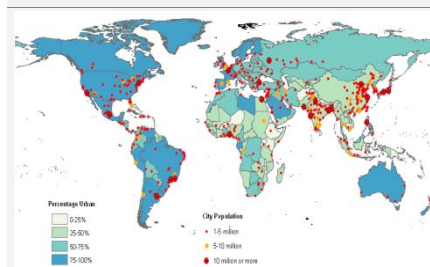 Percentage Urban
0-25%
25-50%
50-75%
75-100%
City Population
1-5 million
5-10 million
10 million or more